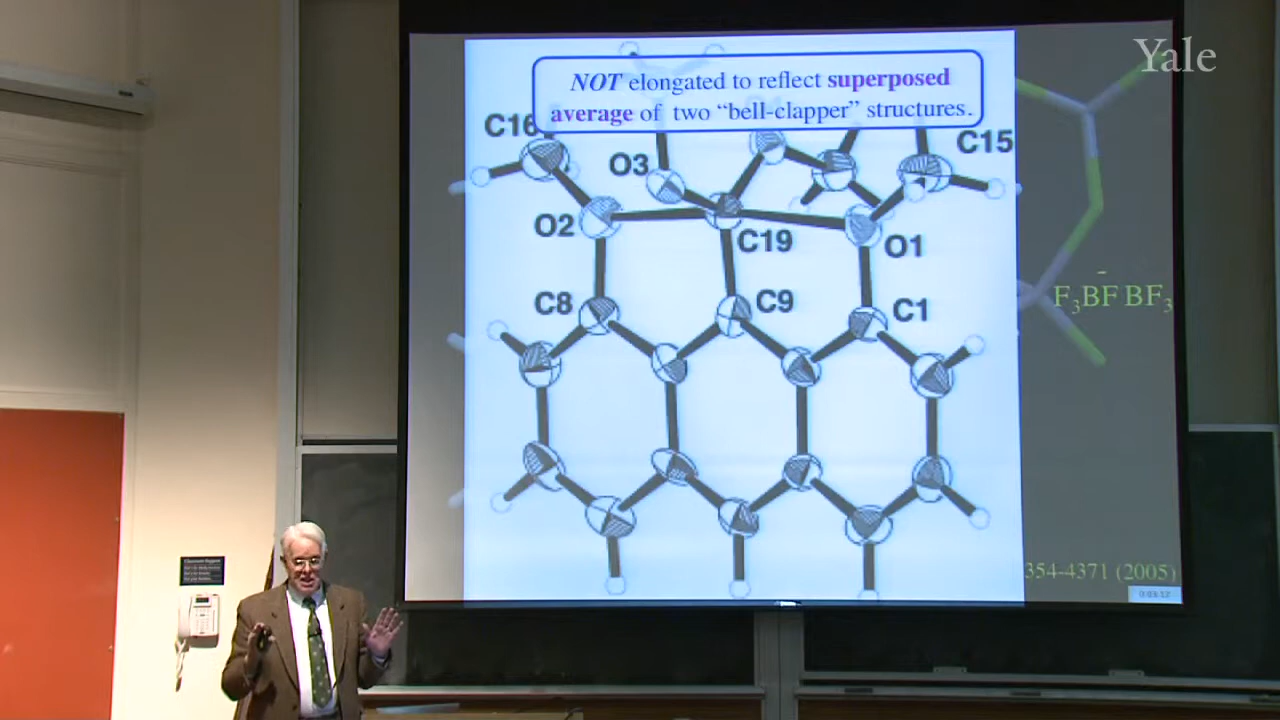 Yale
NOT elongated to reflect superposed
average of two “bell-clapper” structures.
C16
C15
O3
O2
C19
O1
C8
C9
C1
F₃BF̄ BF₃
354-4371 (2005)